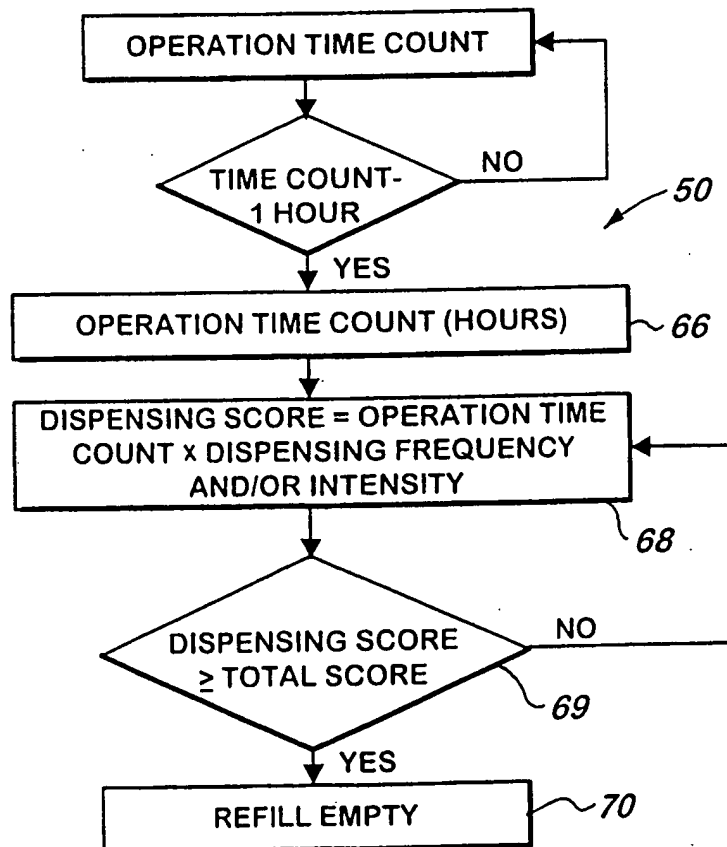 OPERATION TIME COUNT
NO
TIME COUNT-
1 HOUR
50
YES
OPERATION TIME COUNT (HOURS)
66
DISPENSING SCORE = OPERATION TIME
COUNT x DISPENSING FREQUENCY
AND/OR INTENSITY
68
DISPENSING SCORE
≥ TOTAL SCORE
NO
69
YES
REFILL EMPTY
70